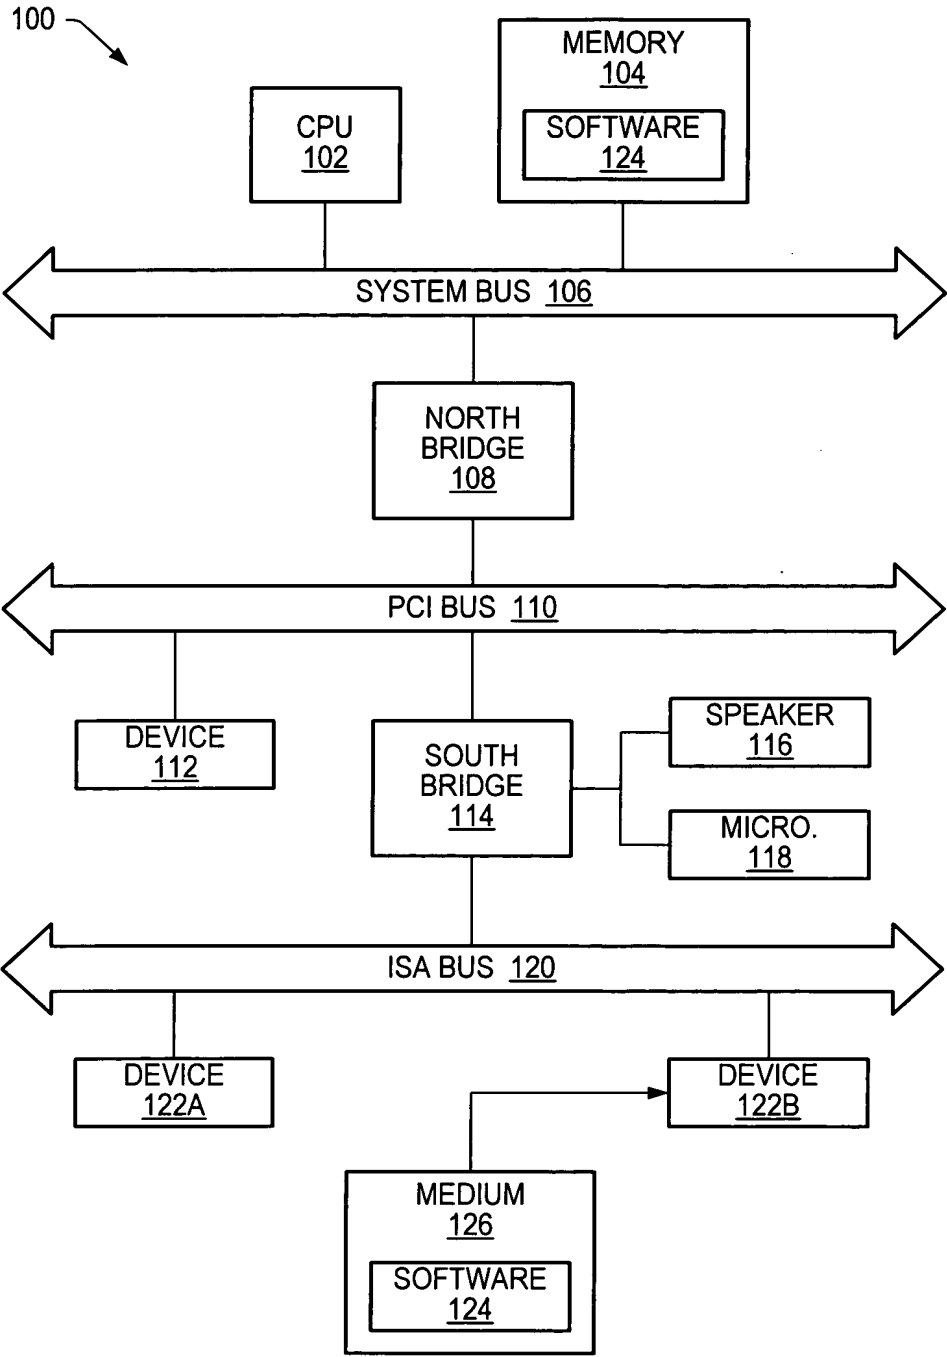 100
MEMORY
104
CPU
102
SOFTWARE
124
SYSTEM BUS 106
NORTH
BRIDGE
108
PCI BUS 110
DEVICE
112
SOUTH
BRIDGE
114
SPEAKER
116
MICRO.
118
ISA BUS 120
DEVICE
122A
DEVICE
122B
MEDIUM
126
SOFTWARE
124